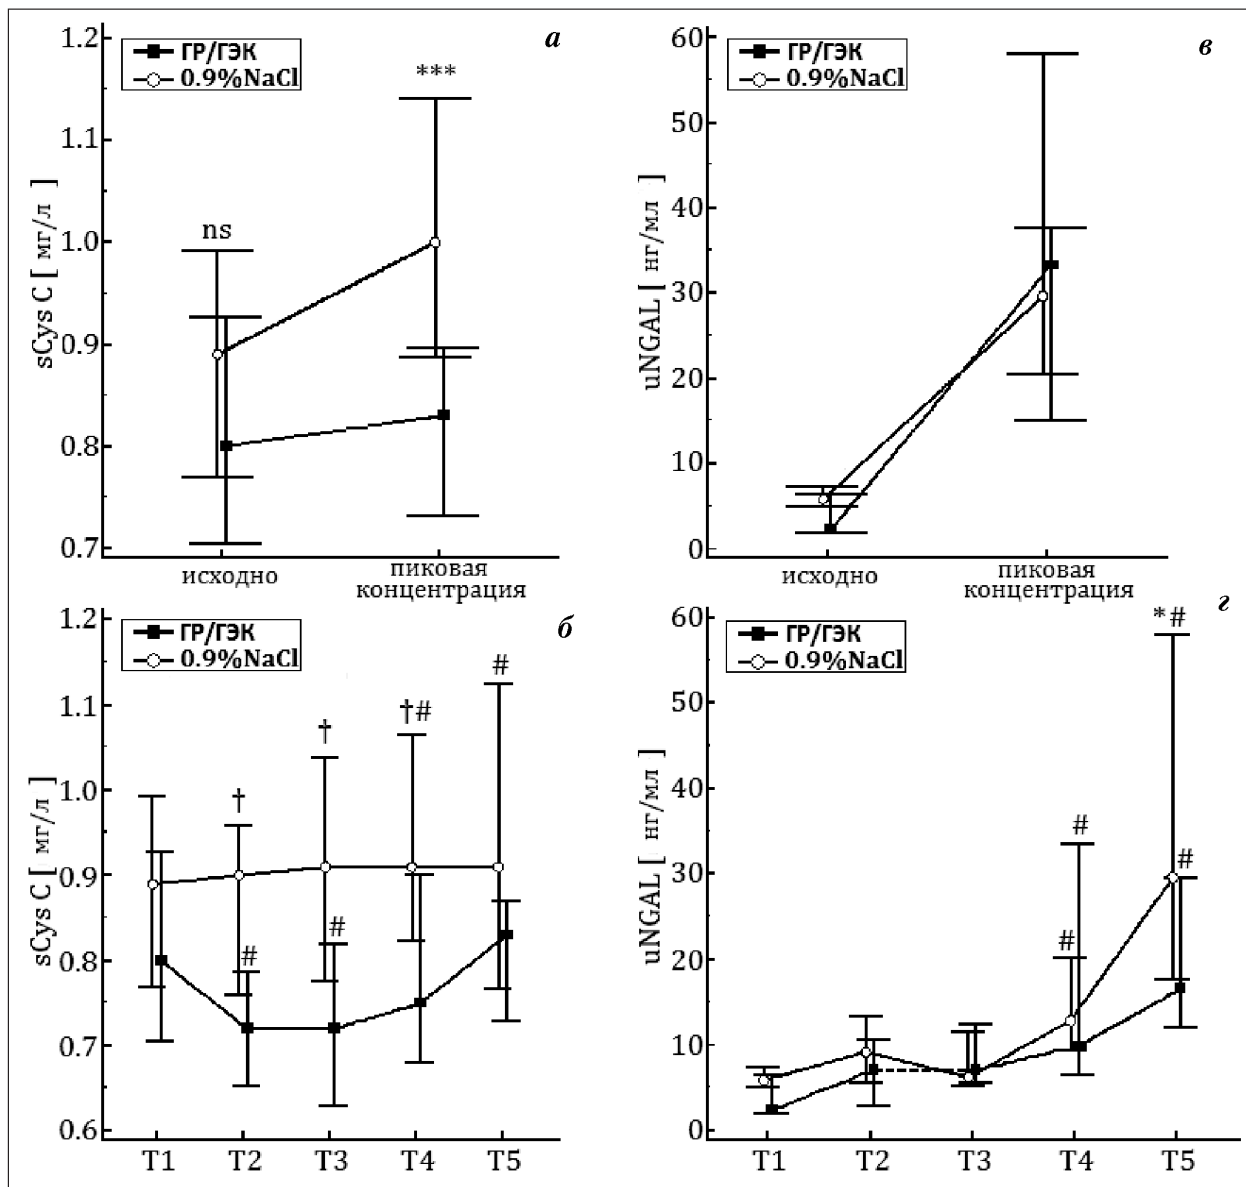 а
ГР/ГЭК
0.9%NaCl
sCys C [ мг/л ]
1.2
1.1
1.0
0.9
0.8
0.7
ns
***
исходно
пиковая
концентрация
в
ГР/ГЭК
0.9%NaCl
uNGAL [ нг/мл ]
60
50
40
30
20
10
0
исходно
пиковая
концентрация
б
ГР/ГЭК
0.9%NaCl
sCys C [ мг/л ]
1.2
1.1
1.0
0.9
0.8
0.7
0.6
†
†
†#
#
#
#
T1 T2 T3 T4 T5
г
ГР/ГЭК
0.9%NaCl
uNGAL [ нг/мл ]
60
50
40
30
20
10
0
*#
#
#
#
T1 T2 T3 T4 T5